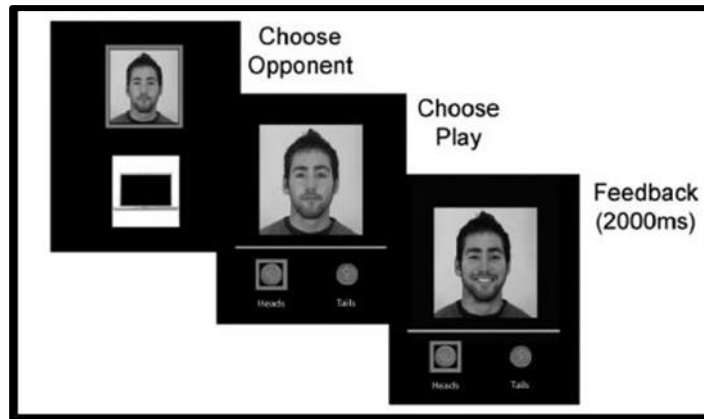 Choose
Opponent
Choose
Play
Heads
Tails
Feedback
(2000ms)
Heads
Tails